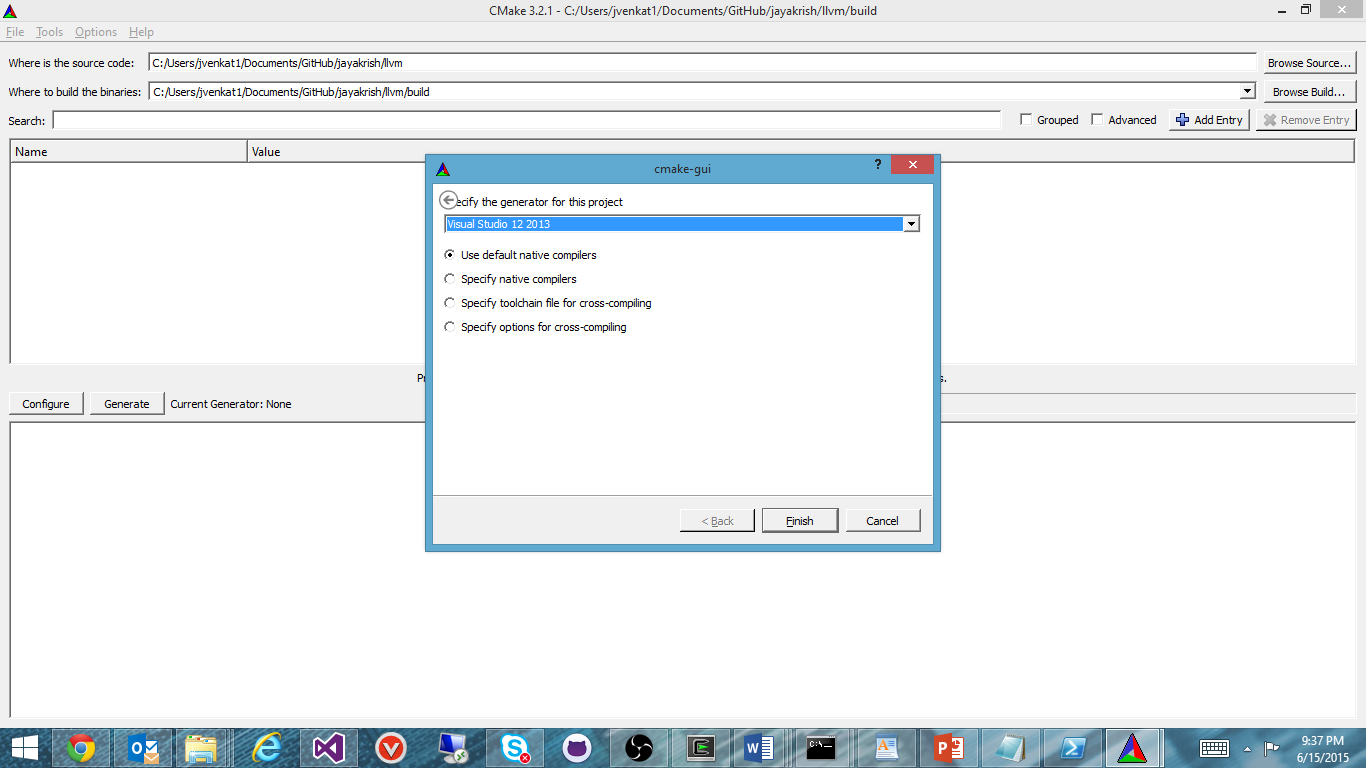 CMake 3.2.1 - C:/Users/jvenkat1/Documents/GitHub/jayakrish/llvm/build
File Tools Options Help
Where is the source code: C:/Users/jvenkat1/Documents/GitHub/jayakrish/llvm Browse Source...
Where to build the binaries: C:/Users/jvenkat1/Documents/GitHub/jayakrish/llvm/build Browse Build...
Search: Grouped Advanced Add Entry Remove Entry
Name Value
cmake-gui
ecify the generator for this project
Visual Studio 12 2013
Use default native compilers
Specify native compilers
Specify toolchain file for cross-compiling
Specify options for cross-compiling
Configure Generate Current Generator: None
< Back Finish Cancel
9:37 PM
6/15/2015